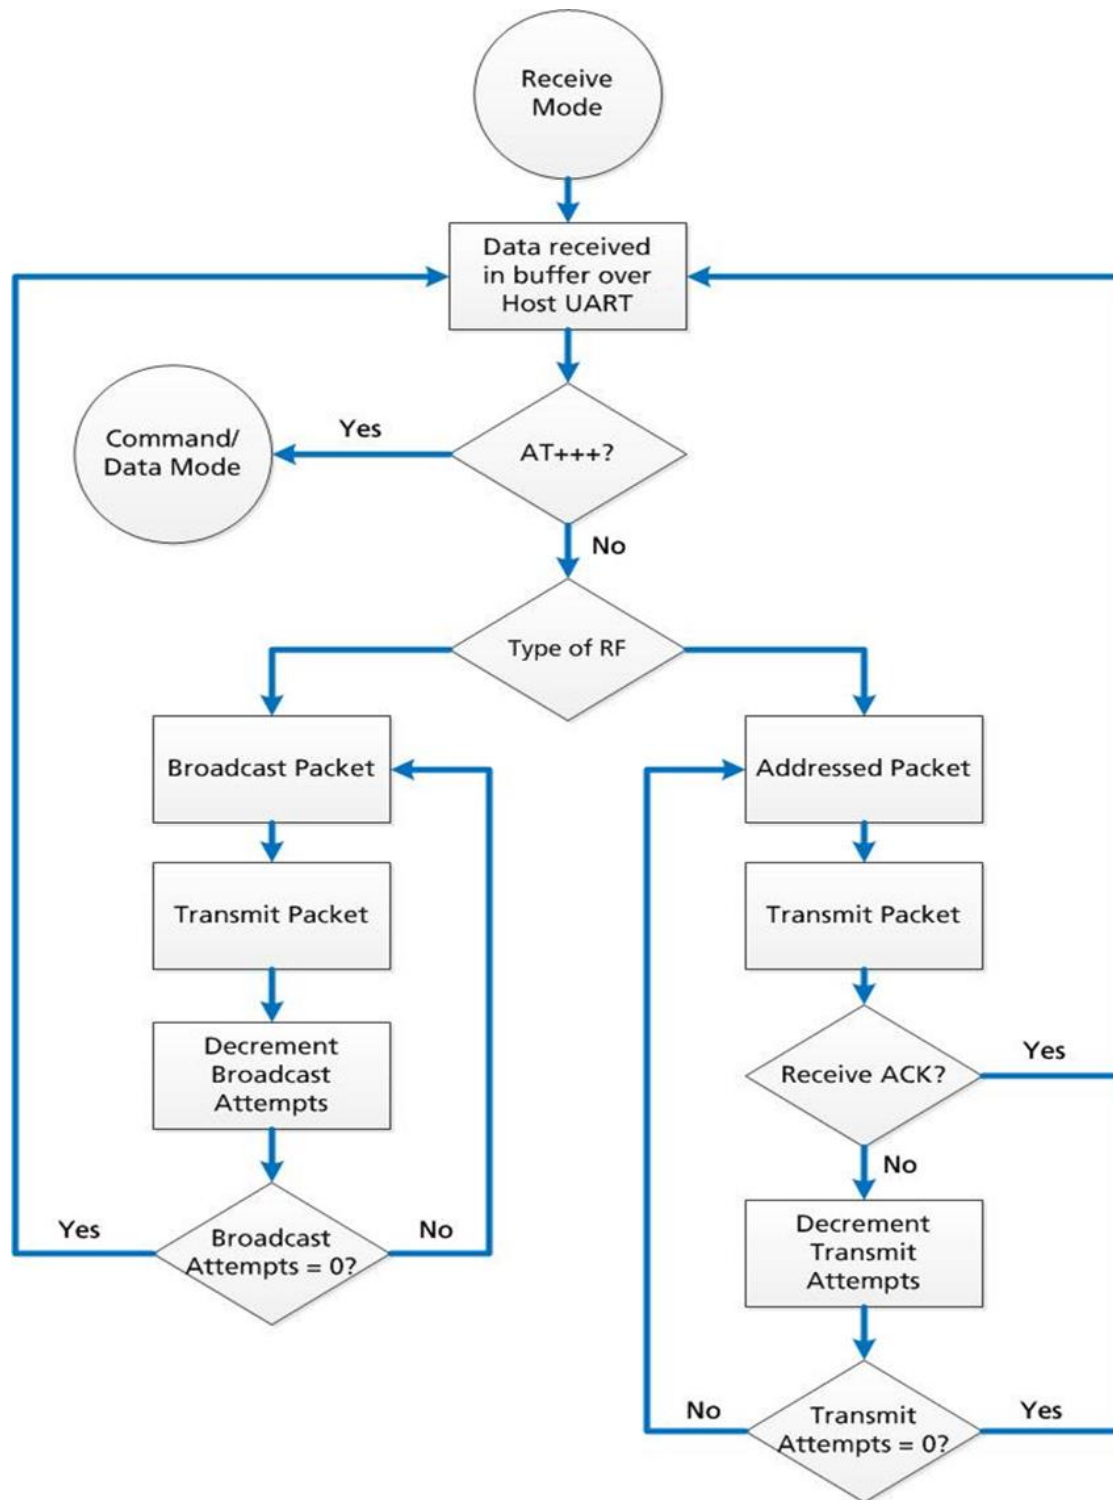 Receive
Mode
Data received
in buffer over
Host UART
Command/
Data Mode
Yes
AT+++?
No
Type of RF
Broadcast Packet
Addressed Packet
Transmit Packet
Transmit Packet
Decrement
Broadcast
Attempts
Receive ACK?
Yes
No
Yes
Broadcast
Attempts = 0?
No
Decrement
Transmit
Attempts
No
Transmit
Attempts = 0?
Yes